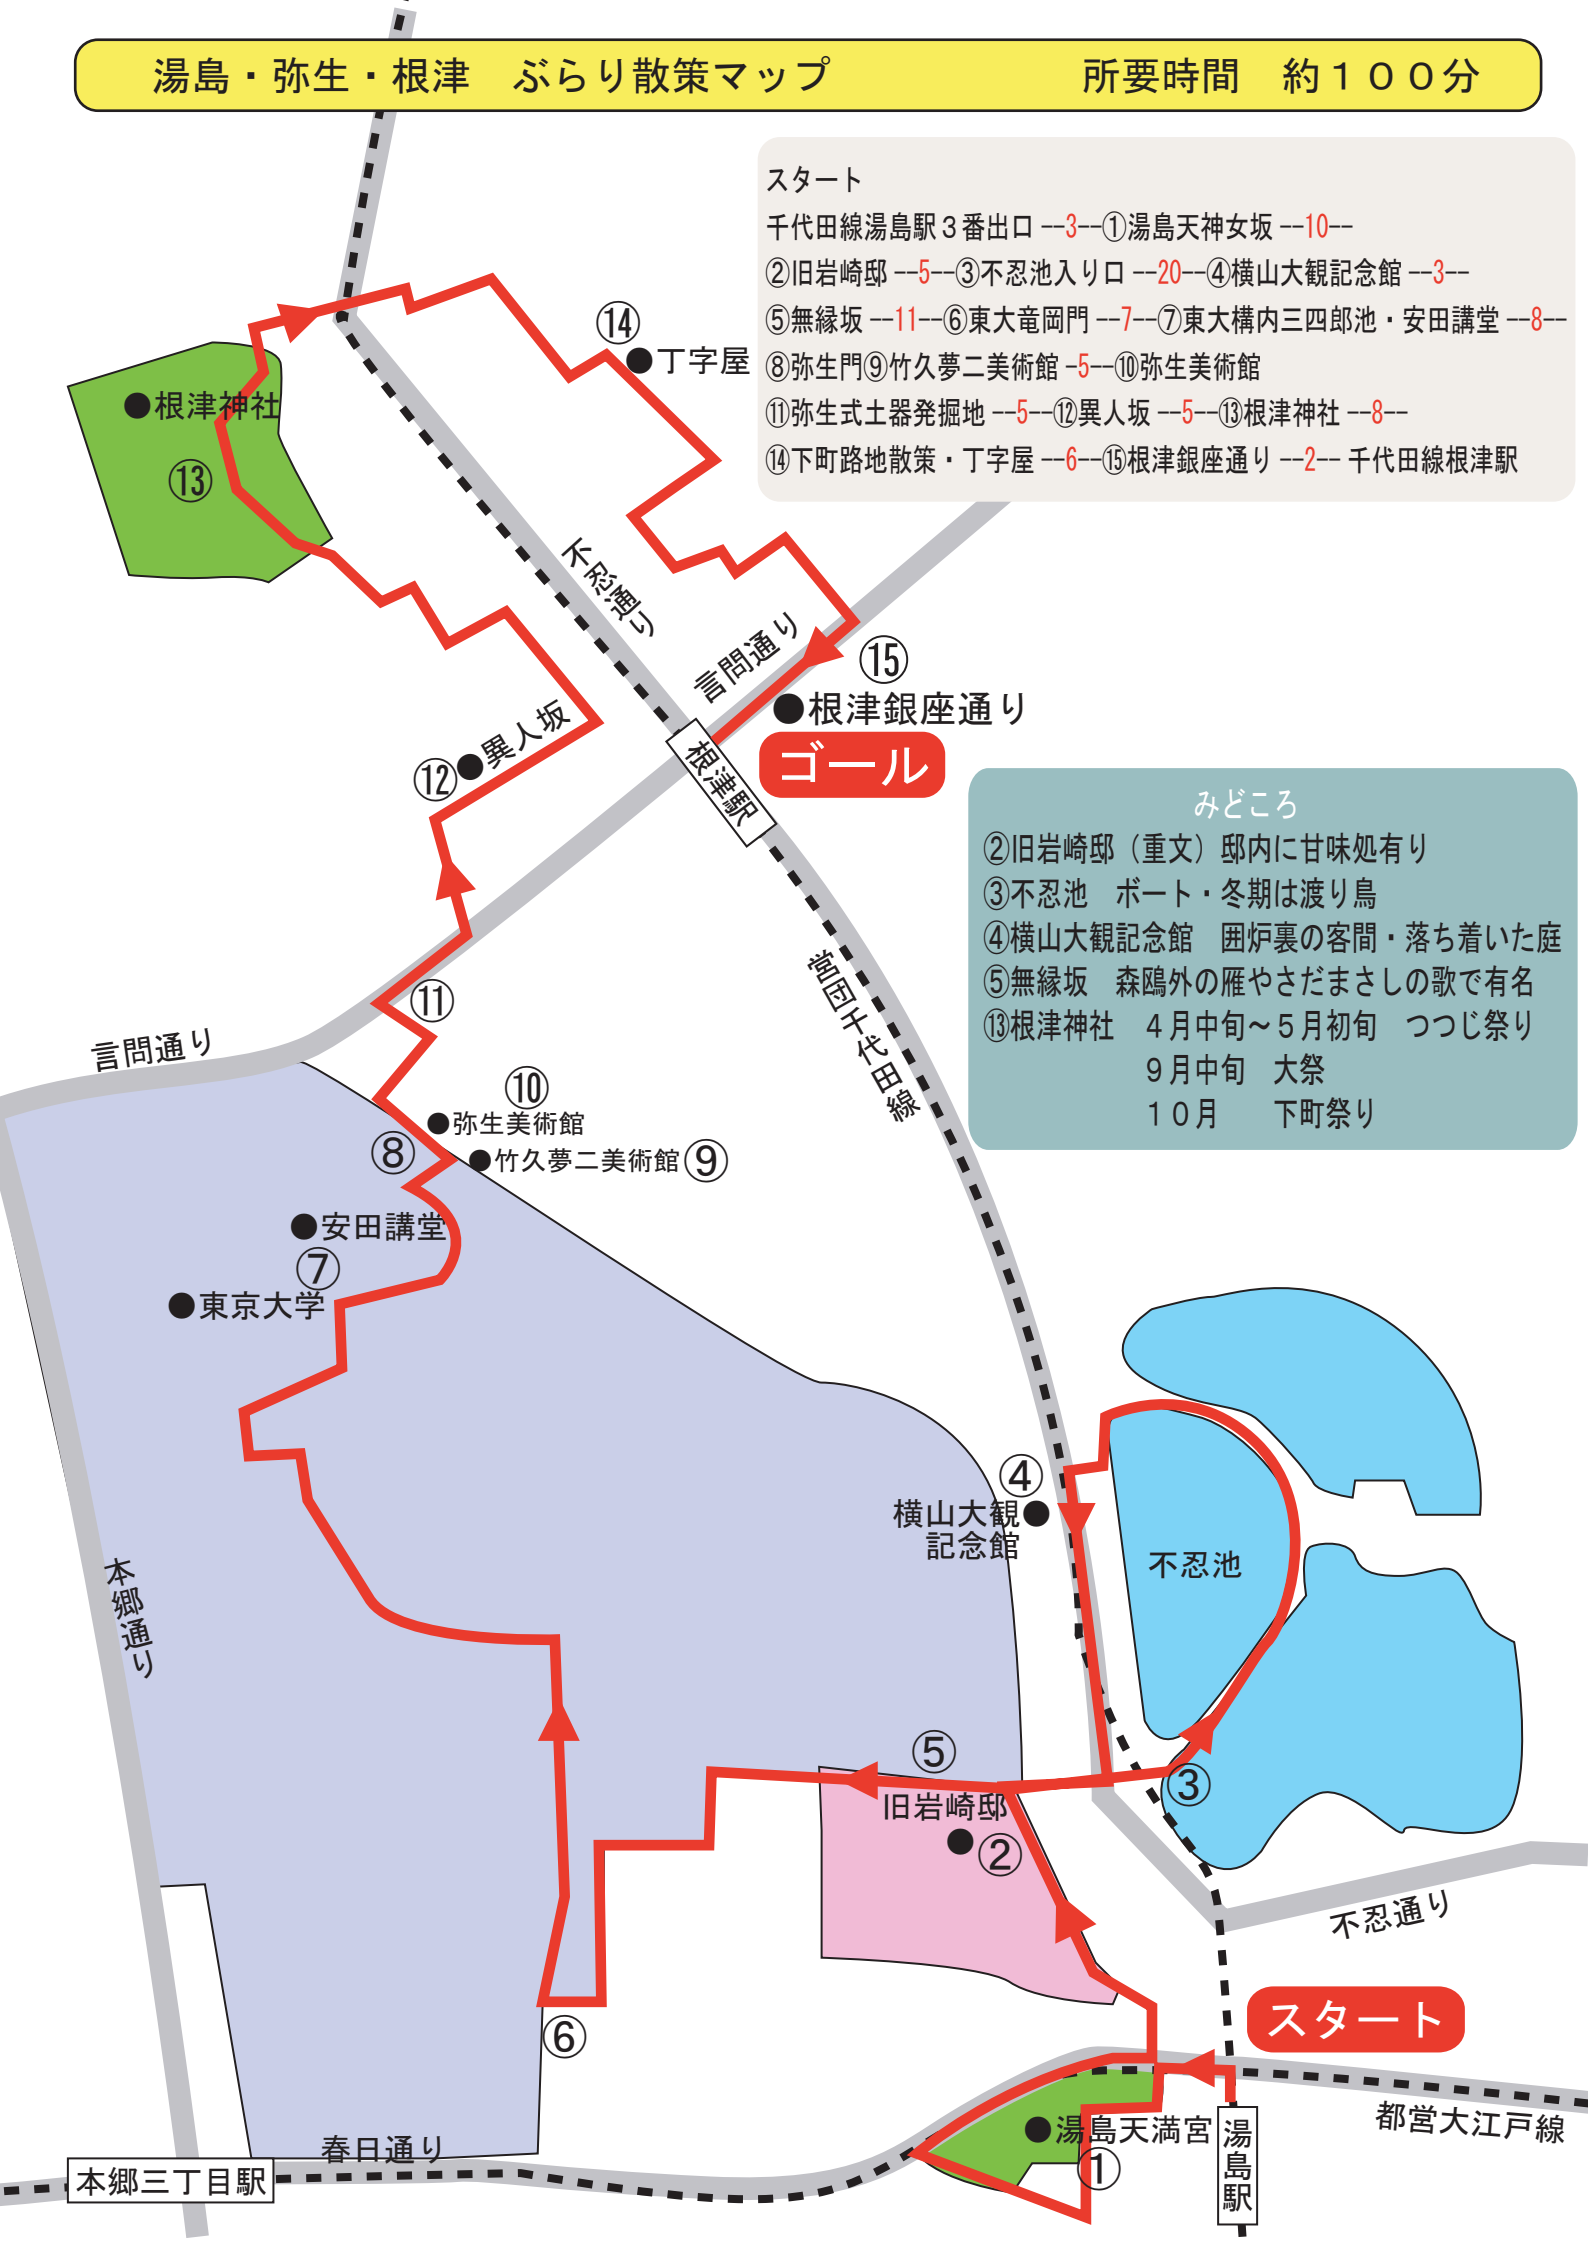 湯島・弥生・根津　ぶらり散策マップ　所要時間　約１００分
スタート
千代田線湯島駅３番出口 --3--①湯島天神女坂 --10--
②旧岩崎邸 --5--③不忍池入り口 --20--④横山大観記念館 --3--
⑤無縁坂 --11--⑥東大竜岡門 --7--⑦東大構内三四郎池・安田講堂 --8--
⑧弥生門⑨竹久夢二美術館 -5--⑩弥生美術館
⑪弥生式土器発掘地 --5--⑫異人坂 --5--⑬根津神社 --8--
⑭下町路地散策・丁字屋 --6--⑮根津銀座通り --2-- 千代田線根津駅
⑭
●丁字屋
●根津神社
⑬
不忍通り
言問通り
⑮
●根津銀座通り
ゴール
根津駅
⑫●異人坂
みどころ
②旧岩崎邸（重文）邸内に甘味処有り
③不忍池　ボート・冬期は渡り鳥
④横山大観記念館　囲炉裏の客間・落ち着いた庭
⑤無縁坂　森鴎外の雁やさだまさしの歌で有名
⑬根津神社　４月中旬～５月初旬　つつじ祭り
９月中旬　大祭
１０月　下町祭り
営団千代田線
⑪
言問通り
⑩
●弥生美術館
⑧
●竹久夢二美術館⑨
●安田講堂
⑦
●東京大学
④
横山大観●
記念館
不忍池
本郷通り
⑤
③
旧岩崎邸
●②
不忍通り
スタート
⑥
都営大江戸線
●湯島天満宮
①
湯島駅
春日通り
本郷三丁目駅